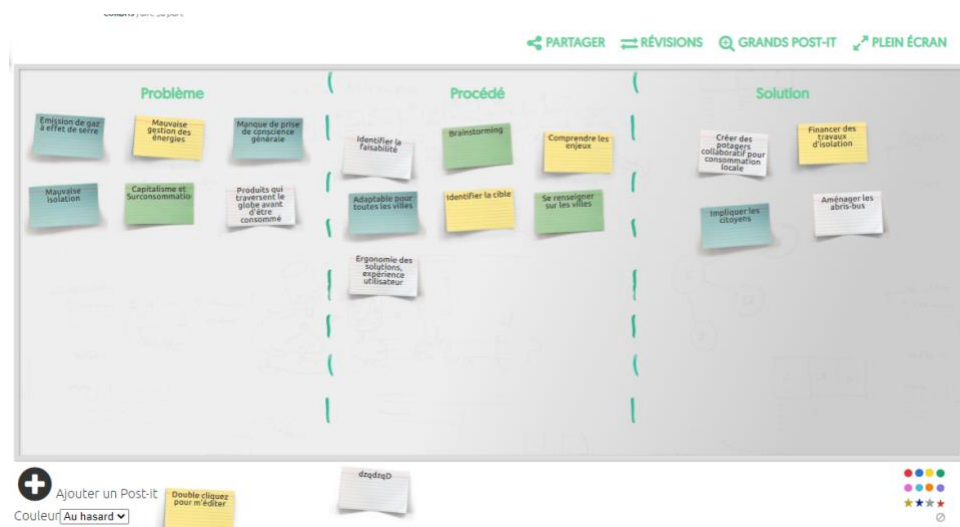 PARTAGER
RÉVISIONS
GRANDS POST-IT
PLEIN ÉCRAN
Problème
Procédé
Solution
Emission de gaz
à effet de serre
Mauvaise
gestion des
énergies
Manque de prise
de conscience
générale
Mauvaise
isolation
Capitalisme et
Surconsommatio
Produits qui
traversent le
globe avant
d'être
consommé
Identifier la
faisabilité
Brainstorming
Comprendre les
enjeux
Adaptable pour
toutes les villes
Identifier la cible
Se renseigner
sur les villes
Ergonomie des
solutions,
expérience
utilisateur
Créer des
potagers
collaboratif pour
consommation
locale
Financer des
travaux
d'isolation
Impliquer les
citoyens
Aménager les
abris-bus
dzqdzqD
Ajouter un Post-it
Double cliquez
pour m'éditer
Couleur Au hasard